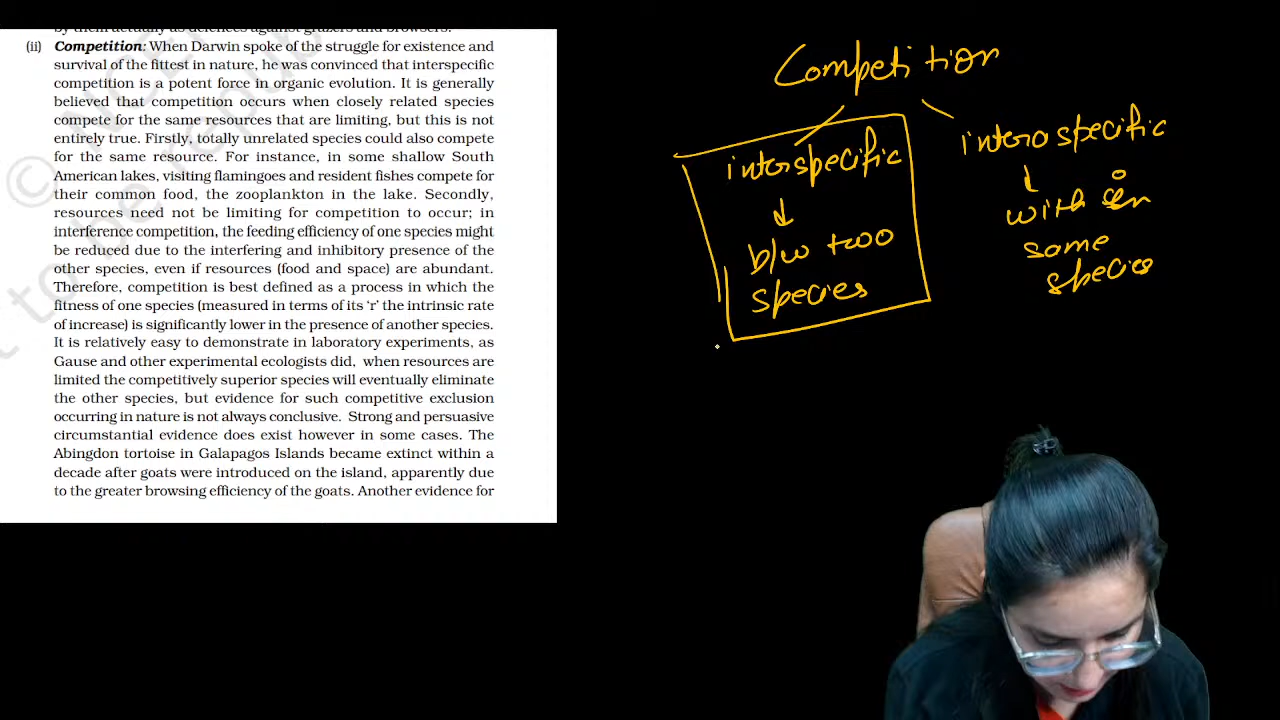 by them actually as defences against grazers and browsers.
(ii) Competition: When Darwin spoke of the struggle for existence and
survival of the fittest in nature, he was convinced that interspecific
competition is a potent force in organic evolution. It is generally
believed that competition occurs when closely related species
compete for the same resources that are limiting, but this is not
entirely true. Firstly, totally unrelated species could also compete
for the same resource. For instance, in some shallow South
American lakes, visiting flamingoes and resident fishes compete for
their common food, the zooplankton in the lake. Secondly,
resources need not be limiting for competition to occur; in
interference competition, the feeding efficiency of one species might
be reduced due to the interfering and inhibitory presence of the
other species, even if resources (food and space) are abundant.
Therefore, competition is best defined as a process in which the
fitness of one species (measured in terms of its ‘r’ the intrinsic rate
of increase) is significantly lower in the presence of another species.
It is relatively easy to demonstrate in laboratory experiments, as
Gause and other experimental ecologists did, when resources are
limited the competitively superior species will eventually eliminate
the other species, but evidence for such competitive exclusion
occurring in nature is not always conclusive. Strong and persuasive
circumstantial evidence does exist however in some cases. The
Abingdon tortoise in Galapagos Islands became extinct within a
decade after goats were introduced on the island, apparently due
to the greater browsing efficiency of the goats. Another evidence for
Competition
interspecific
b/w two
species
interospecific
with in
same
species